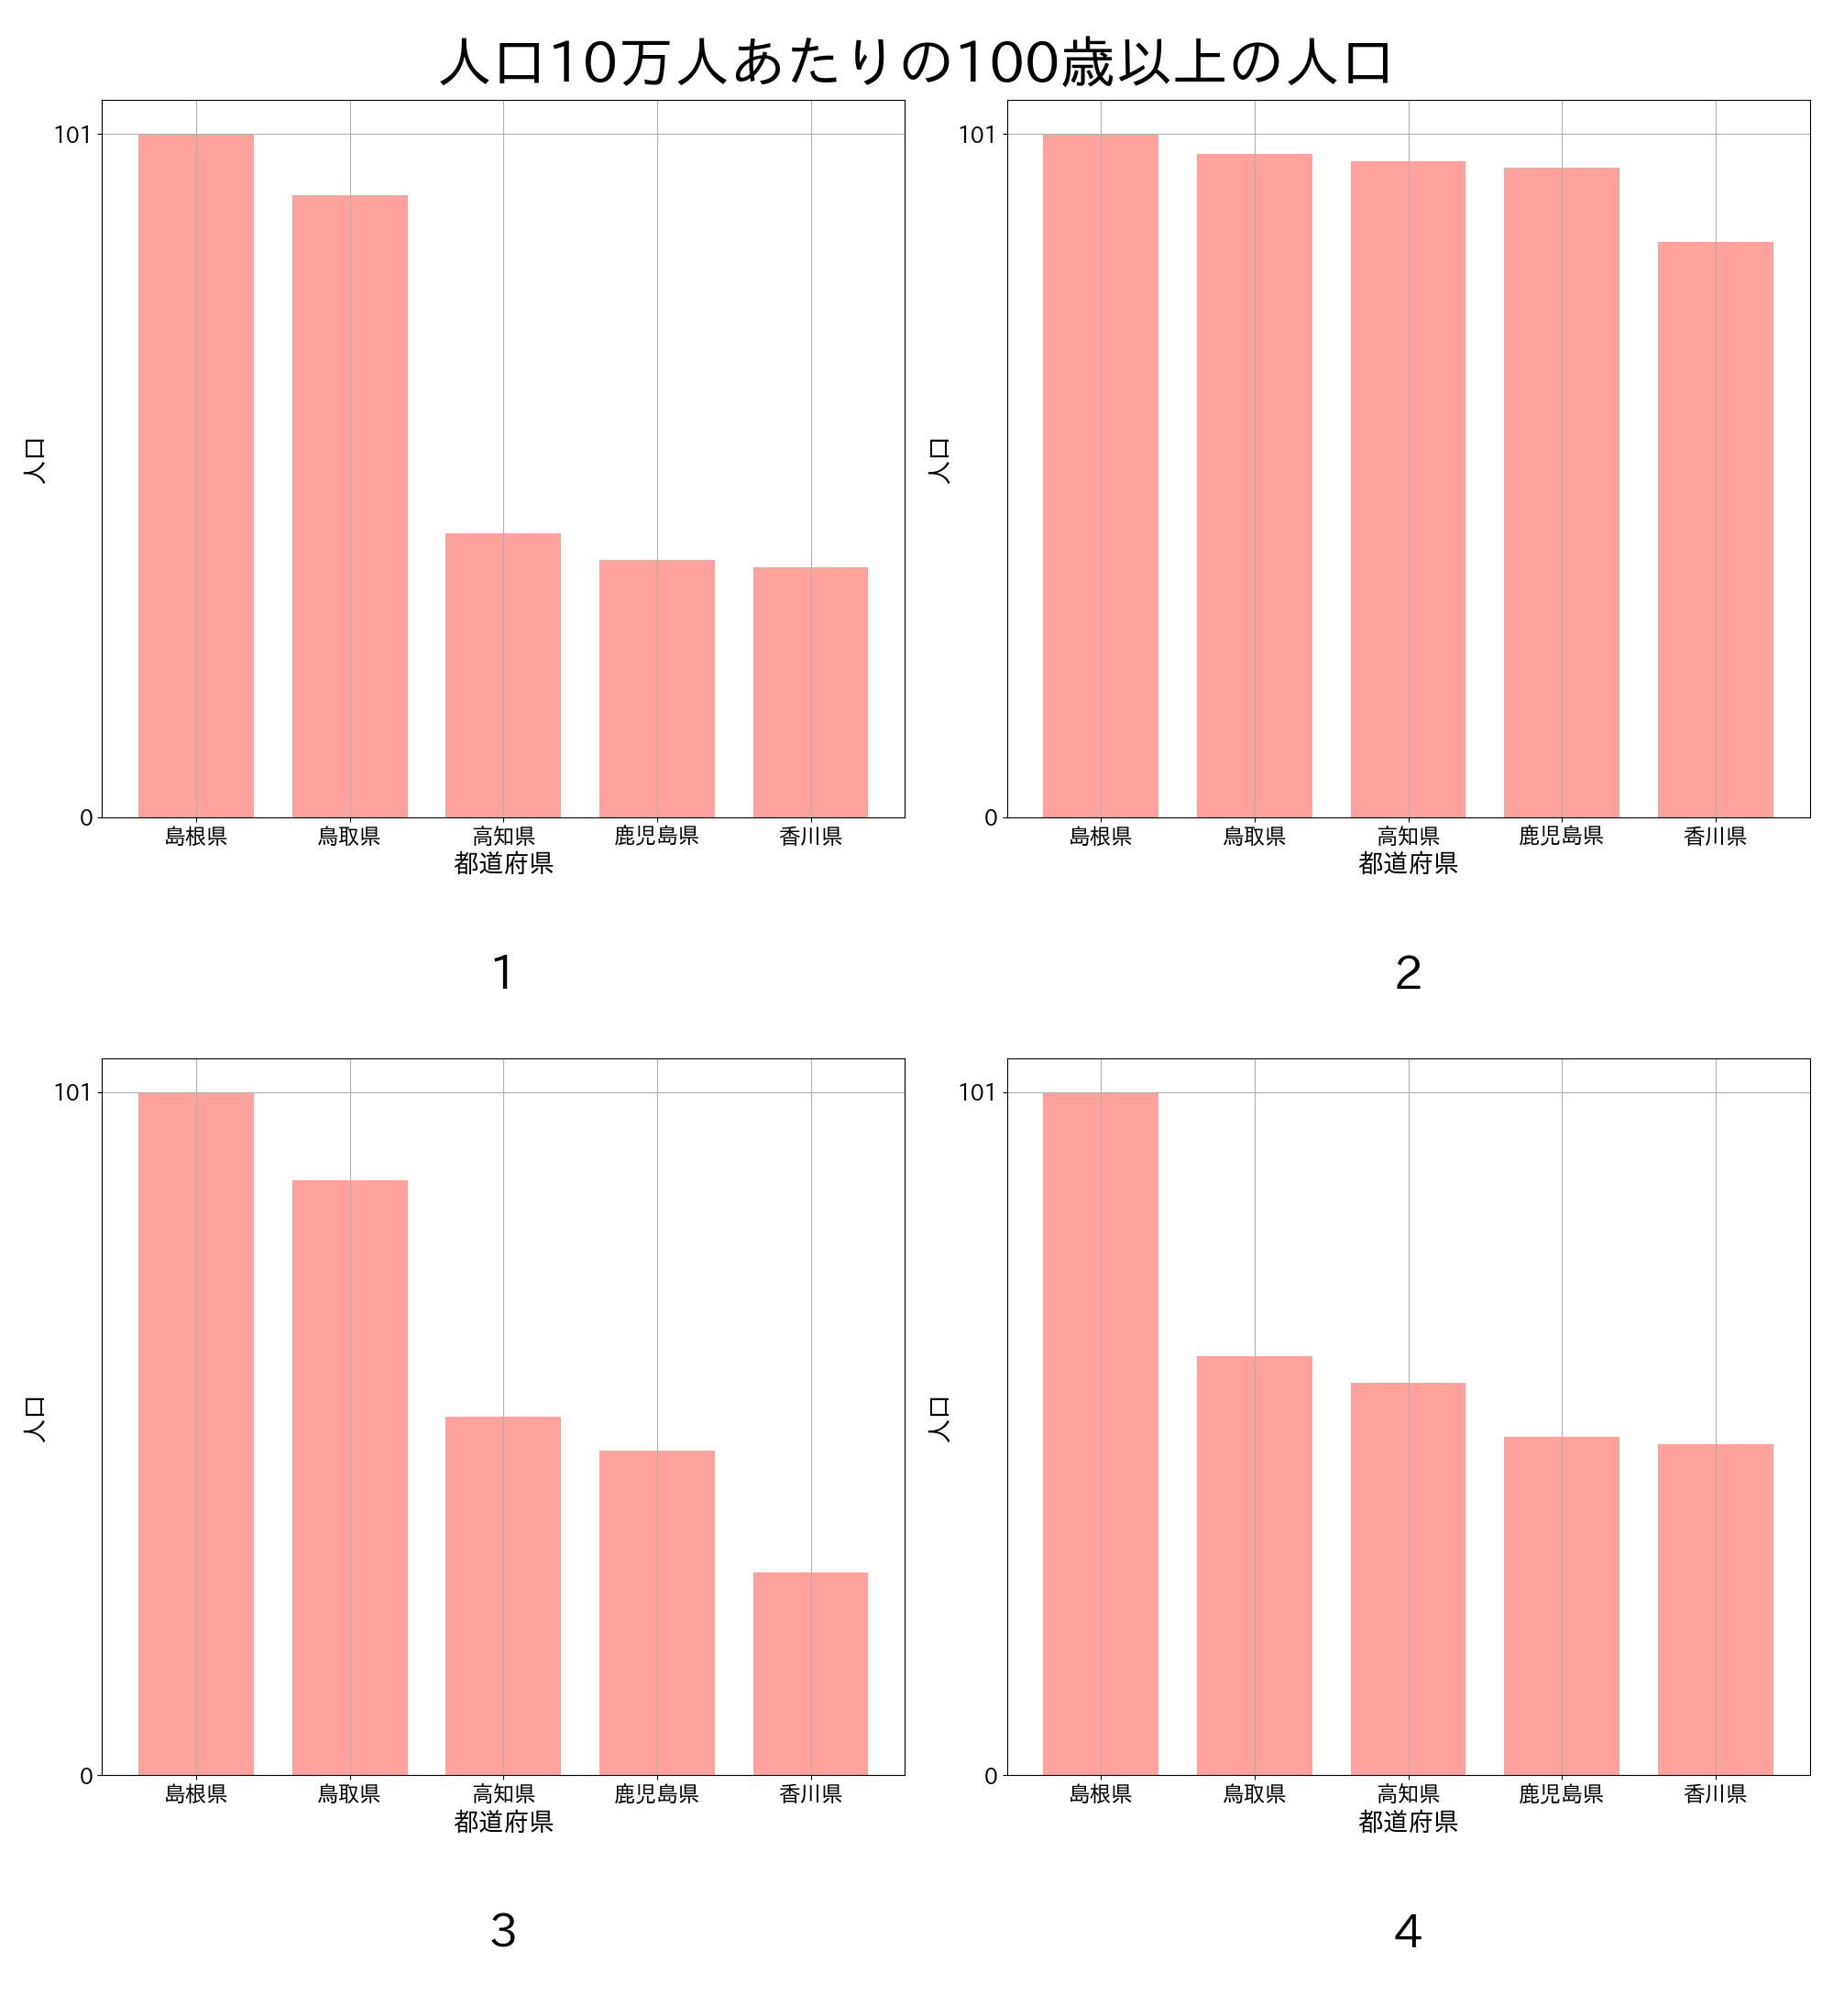 人口10万人あたりの100歳以上の人口
101
0
人口
島根県 鳥取県 高知県 鹿児島県 香川県
都道府県
1
101
0
人口
島根県 鳥取県 高知県 鹿児島県 香川県
都道府県
2
101
0
人口
島根県 鳥取県 高知県 鹿児島県 香川県
都道府県
3
101
0
人口
島根県 鳥取県 高知県 鹿児島県 香川県
都道府県
4